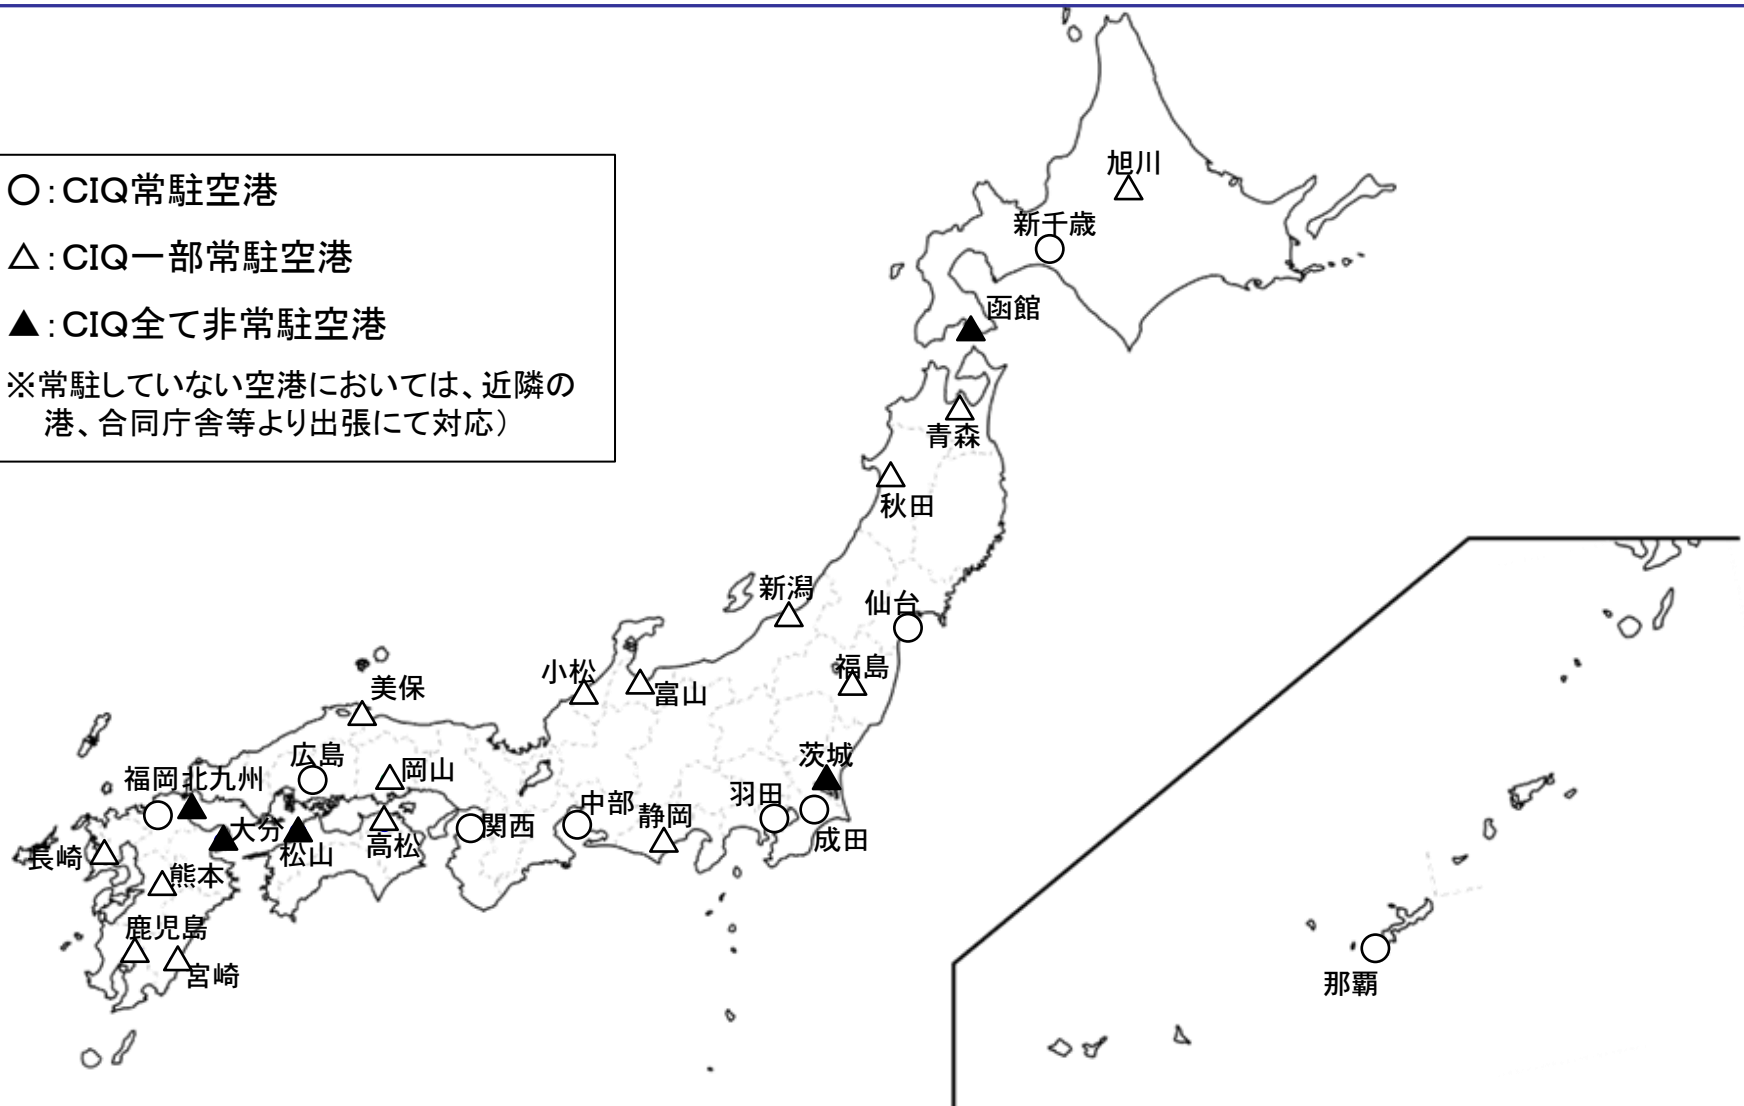 ○：CIQ常駐空港
△：CIQ一部常駐空港
▲：CIQ全て非常駐空港
※常駐していない空港においては、近隣の
港、合同庁舎等より出張にて対応）
旭川
新千歳
函館
青森
秋田
新潟
仙台
小松
富山
福島
美保
広島
岡山
茨城
福岡
北九州
羽田
中部
静岡
関西
成田
大分
松山
高松
長崎
熊本
鹿児島
宮崎
那覇